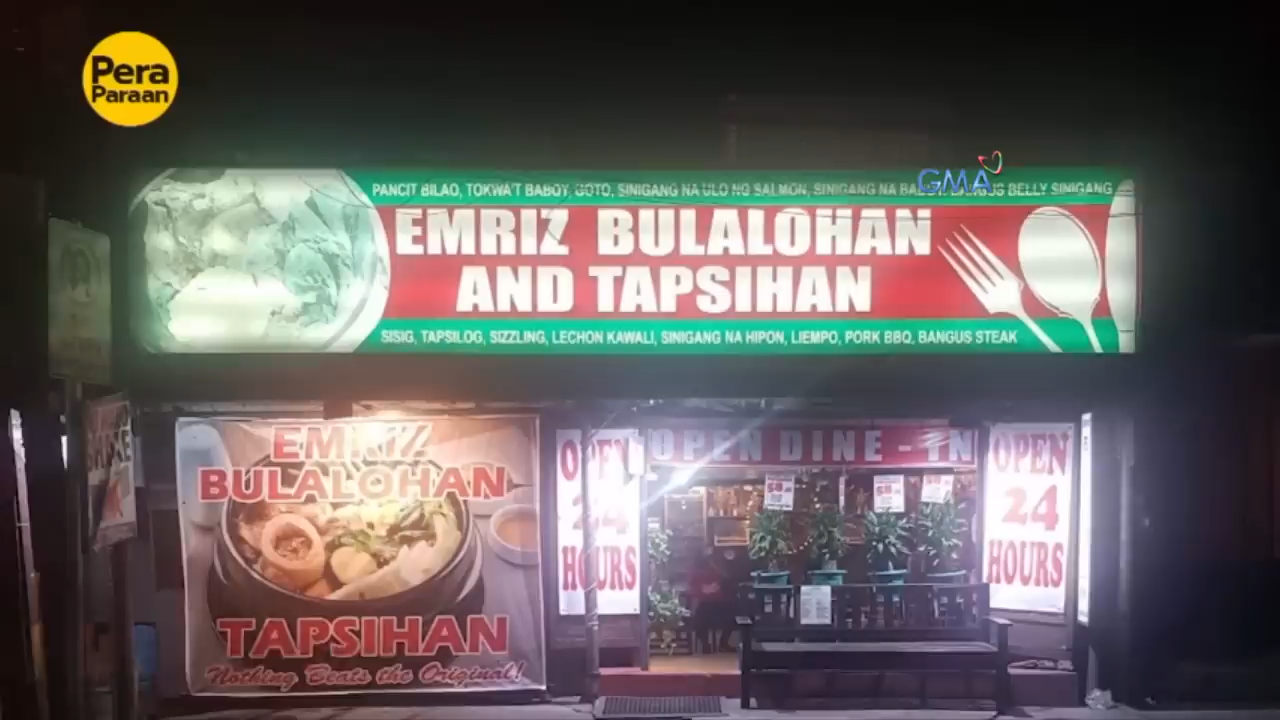 Pera
Paraan
GMA
PANCIT BILAO, TOKWA'T BABOY, GOTO, SINIGANG NA ULO NG SALMON, SINIGANG NA BABOY, BANGUS BELLY SINIGANG
EMRIZ BULALOHAN
AND TAPSIHAN
SISIG, TAPSILOG, SIZZLING, LECHON KAWALI, SINIGANG NA HIPON, LIEMPO, PORK BBQ, BANGUS STEAK
EMRIZ
BULALOHAN
TAPSIHAN
Nothing Beats the Original!
OPEN
24
HOURS
OPEN DINE - IN
OPEN
24
HOURS